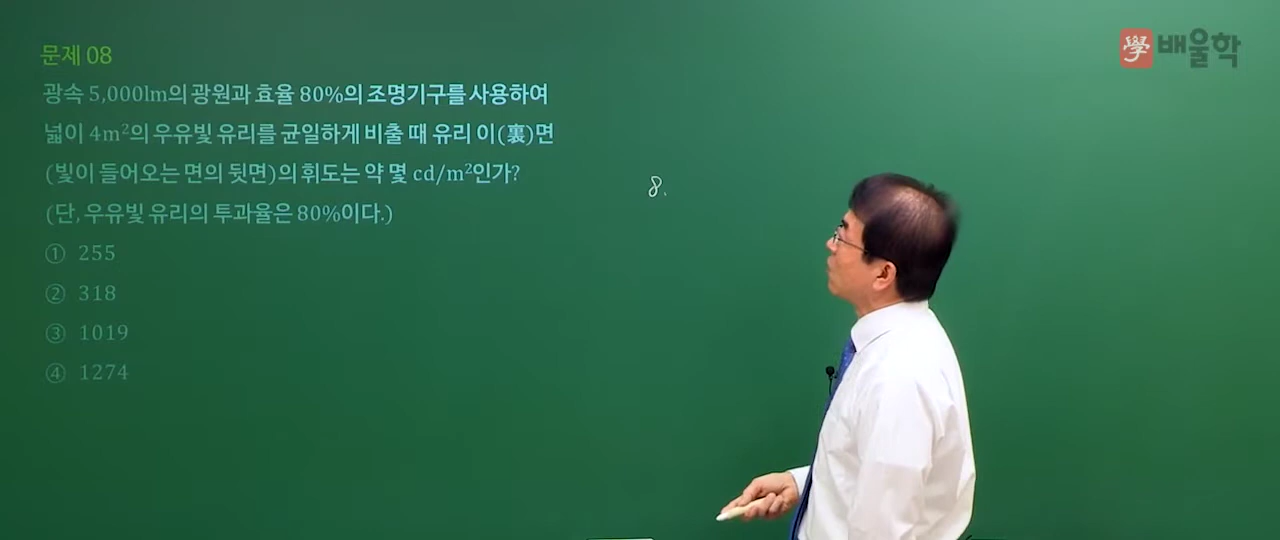 學 배울학
문제 08
광속 5,000lm의 광원과 효율 80%의 조명기구를 사용하여
넓이 4m²의 우유빛 유리를 균일하게 비출 때 유리 이(裏)면
(빛이 들어오는 면의 뒷면)의 휘도는 약 몇 cd/m²인가?
(단, 우유빛 유리의 투과율은 80%이다.)
① 255
② 318
③ 1019
④ 1274
8.